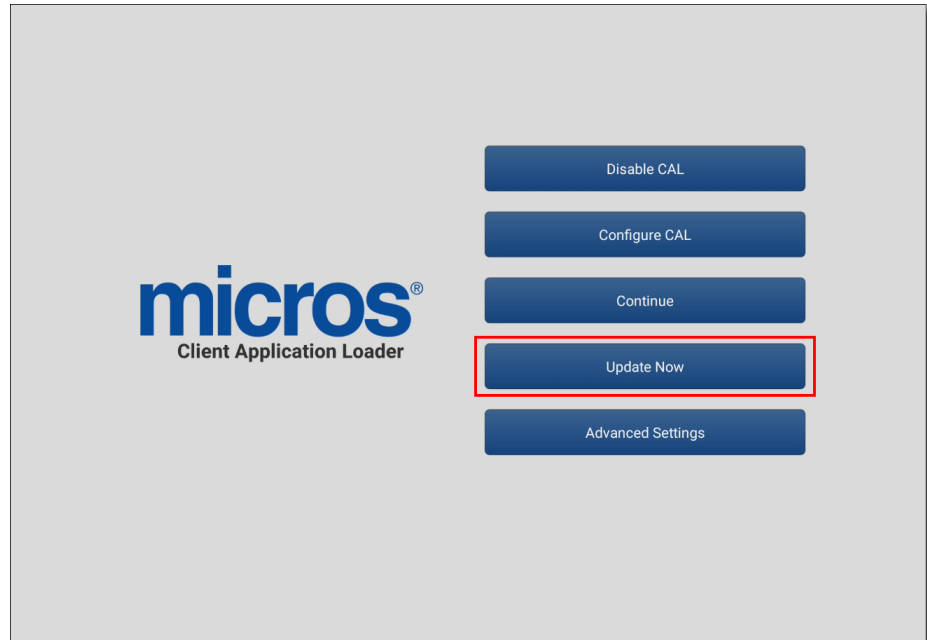 micros®
Client Application Loader
Disable CAL
Configure CAL
Continue
Update Now
Advanced Settings